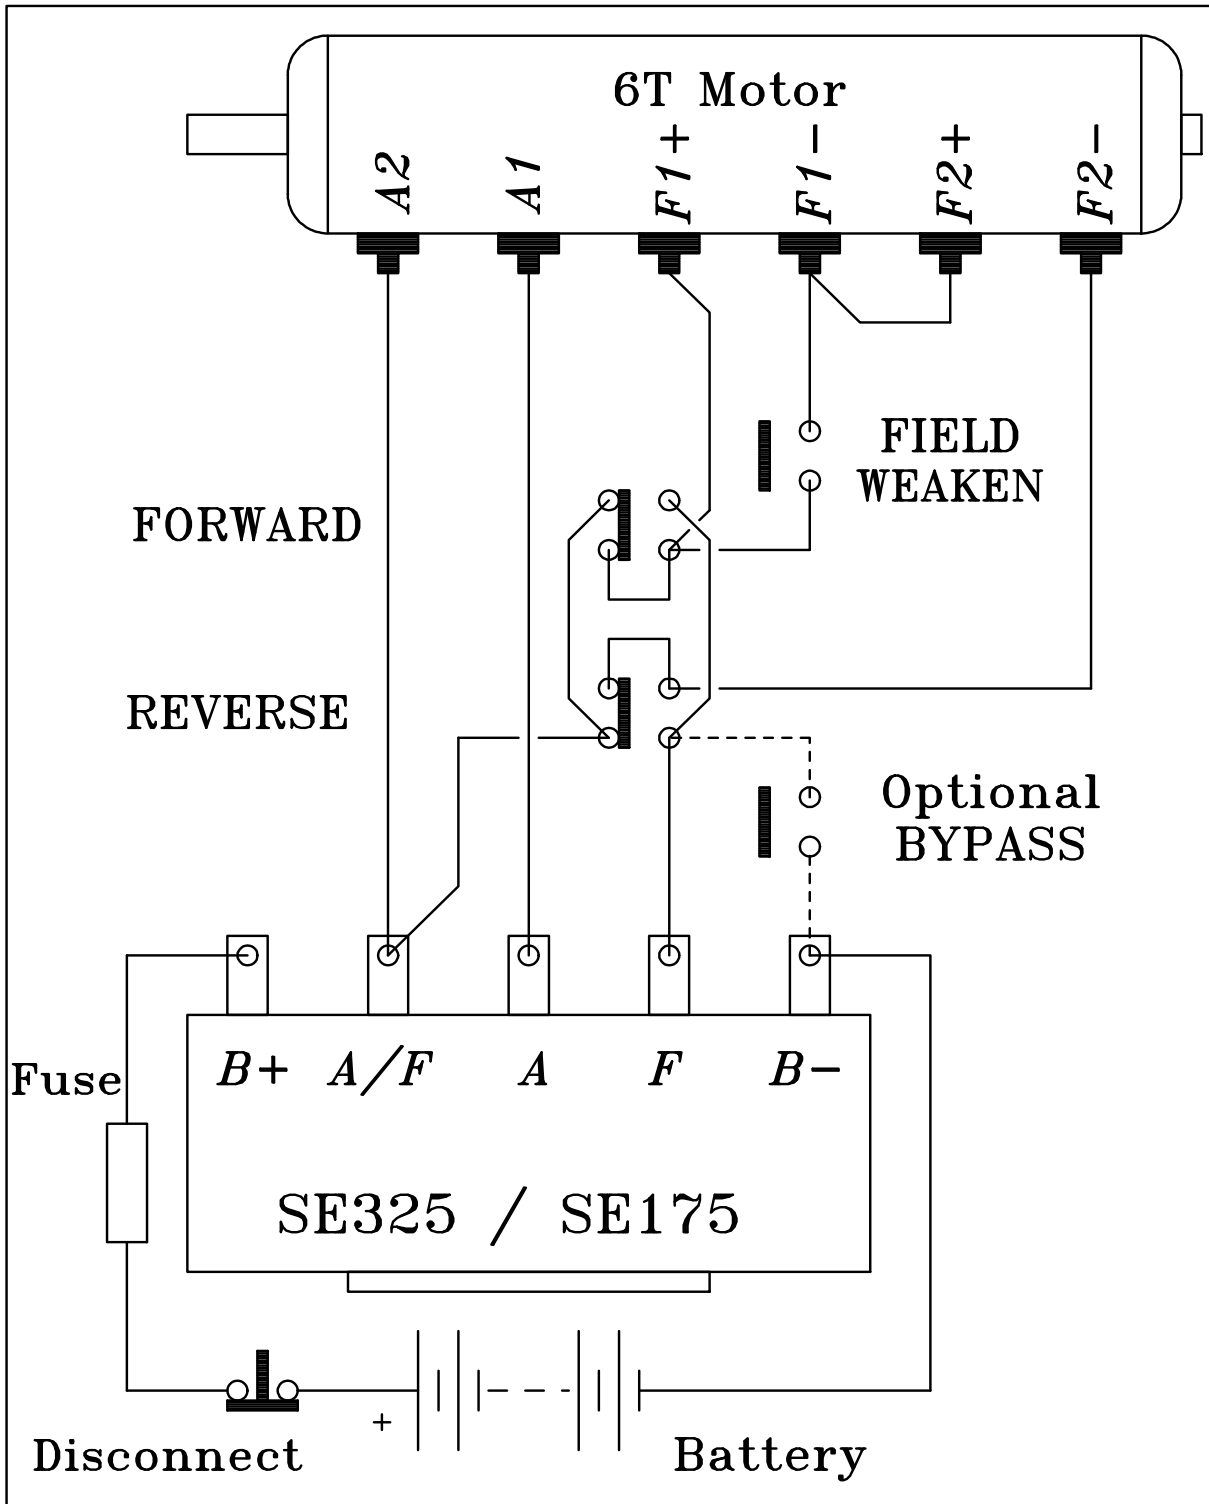 6T Motor
A2
A1
F1+
F1-
F2+
F2-
FIELD
WEAKEN
FORWARD
REVERSE
Optional
BYPASS
B+
A/F
A
F
B-
Fuse
SE325 / SE175
+
Disconnect
Battery